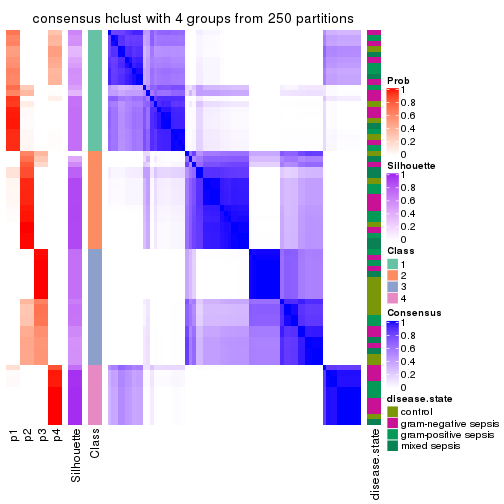 consensus hclust with 4 groups from 250 partitions
Prob
1
0.8
0.6
0.4
0.2
0
Silhouette
1
0.8
0.6
0.4
0.2
0
Class
1
2
3
4
Consensus
1
0.8
0.6
0.4
0.2
0
disease.state
control
gram-negative sepsis
gram-positive sepsis
mixed sepsis
p1
p2
p3
p4
Silhouette
Class
disease.state